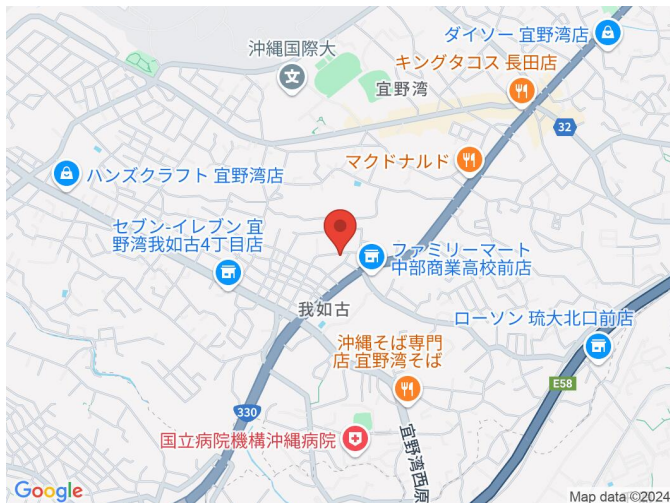 ダイソー 宜野湾店
沖縄国際大
キングタコス 長田店
宜野湾
32
マクドナルド
ハンズクラフト 宜野湾店
セブン-イレブン 宜
野湾我如古4丁目店
ファミリーマート
中部商業高校前店
我如古
ローソン 琉大北口前店
沖縄そば専門
店 宜野湾そば
E58
330
国立病院機構沖縄病院
宜野湾西原
Google
Map data ©2024